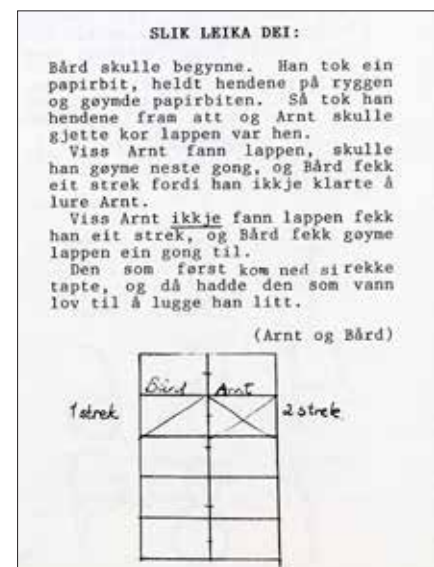 SLIK LEIKA DEI:
Bård skulle begynne. Han tok ein
papirbit, heldt hendene på ryggen
og gøymde papirbiten. Så tok han
hendene fram att og Arnt skulle
gjette kor lappen var hen.
Viss Arnt fann lappen, skulle
han gøyme neste gong, og Bård fekk
eit strek fordi han ikkje klarte å
lure Arnt.
Viss Arnt ikkje fann lappen fekk
han eit strek, og Bård fekk gøyme
lappen ein gong til.
Den som først kom ned si rekke
tapte, og då hadde den som vann
lov til å lugge han litt.
(Arnt og Bård)
Bård Arnt
1 strek 2 strek